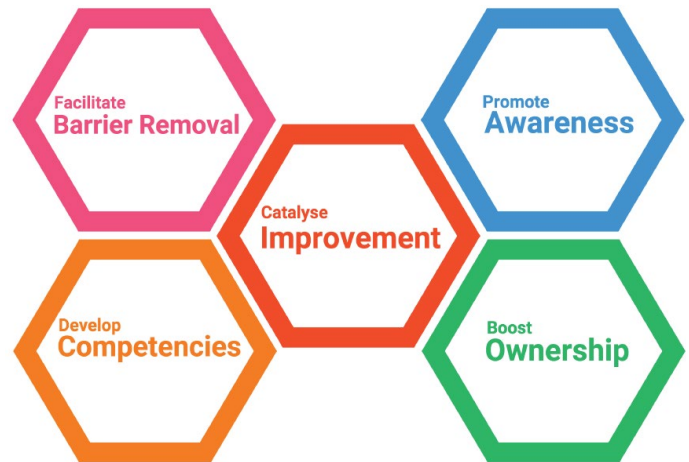 Facilitate
Barrier Removal
Promote
Awareness
Catalyse
Improvement
Develop
Competencies
Boost
Ownership